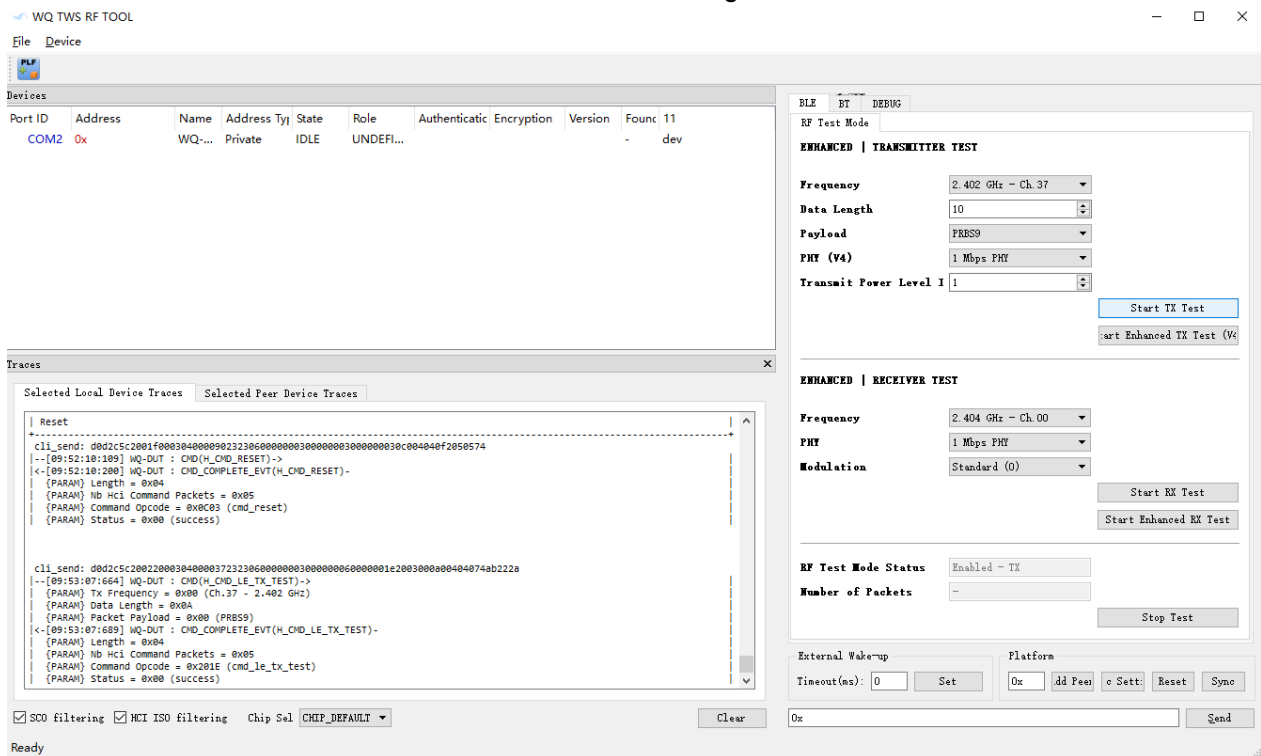 WQ TWS RF TOOL
File Device
PLF
Devices
Port ID Address Name Address Ty State Role Authenticatic Encryption Version Found 11
COM2 0x WQ-... Private IDLE UNDEFI... - dev
Traces
Selected Local Device Traces Selected Peer Device Traces
| Reset |
+-----------------------------------------------------------------------------------------------+
cli_send: d0d2c5c2001f00030400009023230600000003000000030000000030c004040f2050574
|--[09:52:10:109] WQ-DUT : CMD(H_CMD_RESET)->
|<-[09:52:10:200] WQ-DUT : CMD_COMPLETE_EVT(H_CMD_RESET)-
| {PARAM} Length = 0x04
| {PARAM} Nb Hci Command Packets = 0x05
| {PARAM} Command Opcode = 0x0C03 (cmd_reset)
| {PARAM} Status = 0x00 (success)
cli_send: d0d2c5c20022000304000037232306000000003000000060000001e2003000a00404074ab222a
|--[09:53:07:664] WQ-DUT : CMD(H_CMD_LE_TX_TEST)->
| {PARAM} Tx Frequency = 0x00 (Ch.37 - 2.402 GHz)
| {PARAM} Data Length = 0x0A
| {PARAM} Packet Payload = 0x00 (PRBS9)
|<-[09:53:07:689] WQ-DUT : CMD_COMPLETE_EVT(H_CMD_LE_TX_TEST)-
| {PARAM} Length = 0x04
| {PARAM} Nb Hci Command Packets = 0x05
| {PARAM} Command Opcode = 0x201E (cmd_le_tx_test)
| {PARAM} Status = 0x00 (success)
SCO filtering HCI ISO filtering Chip Sel CHIP_DEFAULT Clear
Ready
BLE BT DEBUG
RF Test Mode
ENHANCED | TRANSMITTER TEST
Frequency 2.402 GHz - Ch.37
Data Length 10
Payload PRBS9
PHY (V4) 1 Mbps PHY
Transmit Power Level I 1
Start TX Test
:art Enhanced TX Test (V4
ENHANCED | RECEIVER TEST
Frequency 2.404 GHz - Ch.00
PHY 1 Mbps PHY
Modulation Standard (0)
Start RX Test
Start Enhanced RX Test
RF Test Mode Status Enabled - TX
Number of Packets -
Stop Test
External Wake-up Platform
Timeout(ms): 0 Set 0x .dd Peer c Sett: Reset Sync
0x Send